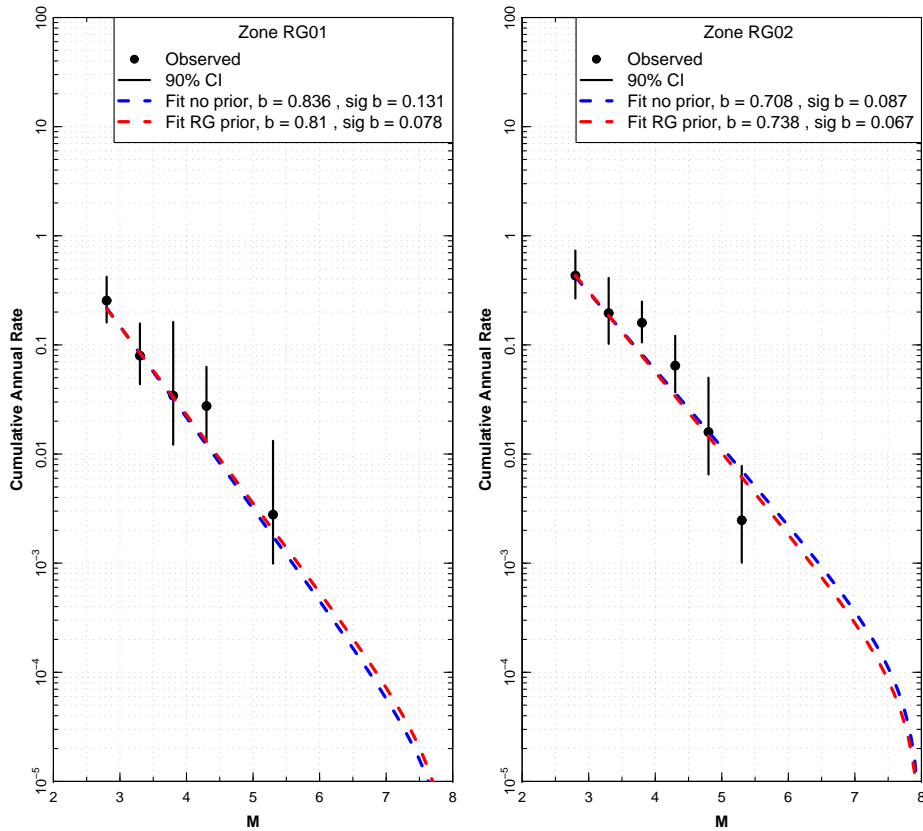 Zone RG01
Observed
90% CI
Fit no prior, b = 0.836 , sig b = 0.131
Fit RG prior, b = 0.81 , sig b = 0.078
100
10
1
0.1
0.01
10⁻³
10⁻⁴
10⁻⁵
Cumulative Annual Rate
2 3 4 5 6 7 8
M
Zone RG02
Observed
90% CI
Fit no prior, b = 0.708 , sig b = 0.087
Fit RG prior, b = 0.738 , sig b = 0.067
100
10
1
0.1
0.01
10⁻³
10⁻⁴
10⁻⁵
Cumulative Annual Rate
2 3 4 5 6 7 8
M